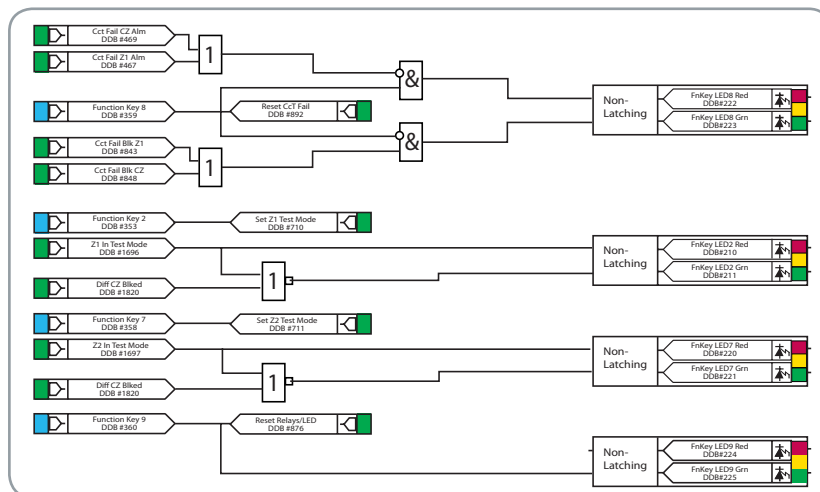 Cct Fail CZ Alm
DDB #469
1
Cct Fail Z1 Alm
DDB #467
&
Non-
Latching
FnKey LED8 Red
DDB#222
FnKey LED8 Grn
DDB#223
Function Key 8
DDB #359
Reset CcT Fail
DDB #892
Cct Fail Blk Z1
DDB #843
1
&
Cct Fail Blk CZ
DDB #848
Function Key 2
DDB #353
Set Z1 Test Mode
DDB #710
Z1 In Test Mode
DDB #1696
1
Non-
Latching
FnKey LED2 Red
DDB#210
FnKey LED2 Grn
DDB#211
Diff CZ Blked
DDB #1820
Function Key 7
DDB #358
Set Z2 Test Mode
DDB #711
Z2 In Test Mode
DDB #1697
1
Non-
Latching
FnKey LED7 Red
DDB#220
FnKey LED7 Grn
DDB#221
Diff CZ Blked
DDB #1820
Function Key 9
DDB #360
Reset Relays/LED
DDB #876
Non-
Latching
FnKey LED9 Red
DDB#224
FnKey LED9 Grn
DDB#225